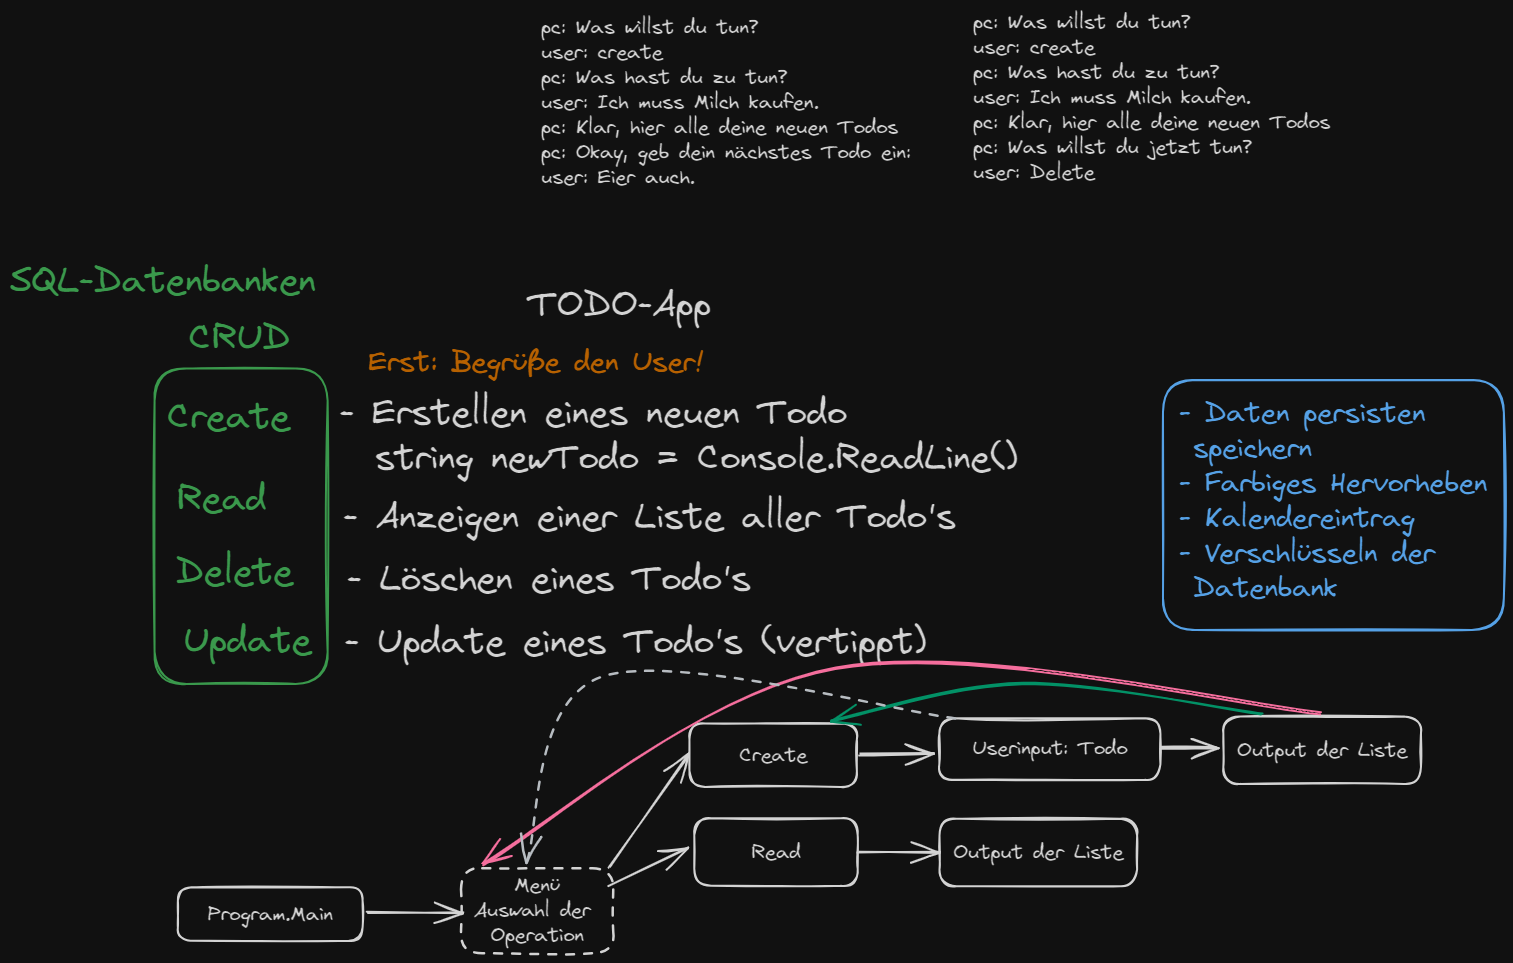 pc: Was willst du tun?
user: create
pc: Was hast du zu tun?
user: Ich muss Milch kaufen.
pc: Klar, hier alle deine neuen Todos
pc: Okay, geb dein nächstes Todo ein:
user: Eier auch.
pc: Was willst du tun?
user: create
pc: Was hast du zu tun?
user: Ich muss Milch kaufen.
pc: Klar, hier alle deine neuen Todos
pc: Was willst du jetzt tun?
user: Delete
SQL-Datenbanken
CRUD
Create
Read
Delete
Update
TODO-App
Erst: Begrüße den User!
- Erstellen eines neuen Todo
string newTodo = Console.ReadLine()
- Anzeigen einer Liste aller Todo's
- Löschen eines Todo's
- Update eines Todo's (vertippt)
- Daten persisten
speichern
- Farbiges Hervorheben
- Kalendereintrag
- Verschlüsseln der
Datenbank
Create
Userinput: Todo
Output der Liste
Read
Output der Liste
Program.Main
Menü
Auswahl der
Operation